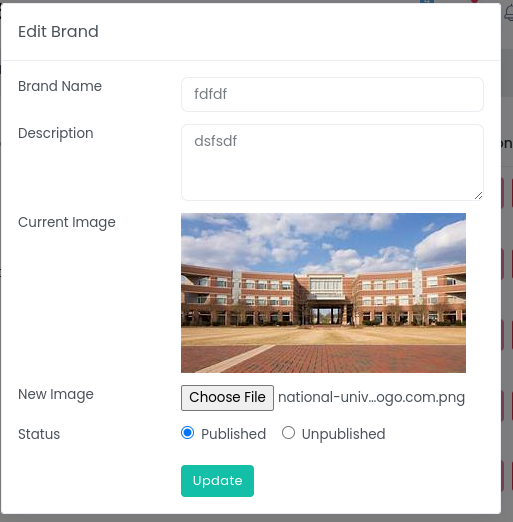 Edit Brand
Brand Name
fdfdf
Description
dsfsdf
Current Image
New Image
Choose File national-univ...ogo.com.png
Status
Published Unpublished
Update
on